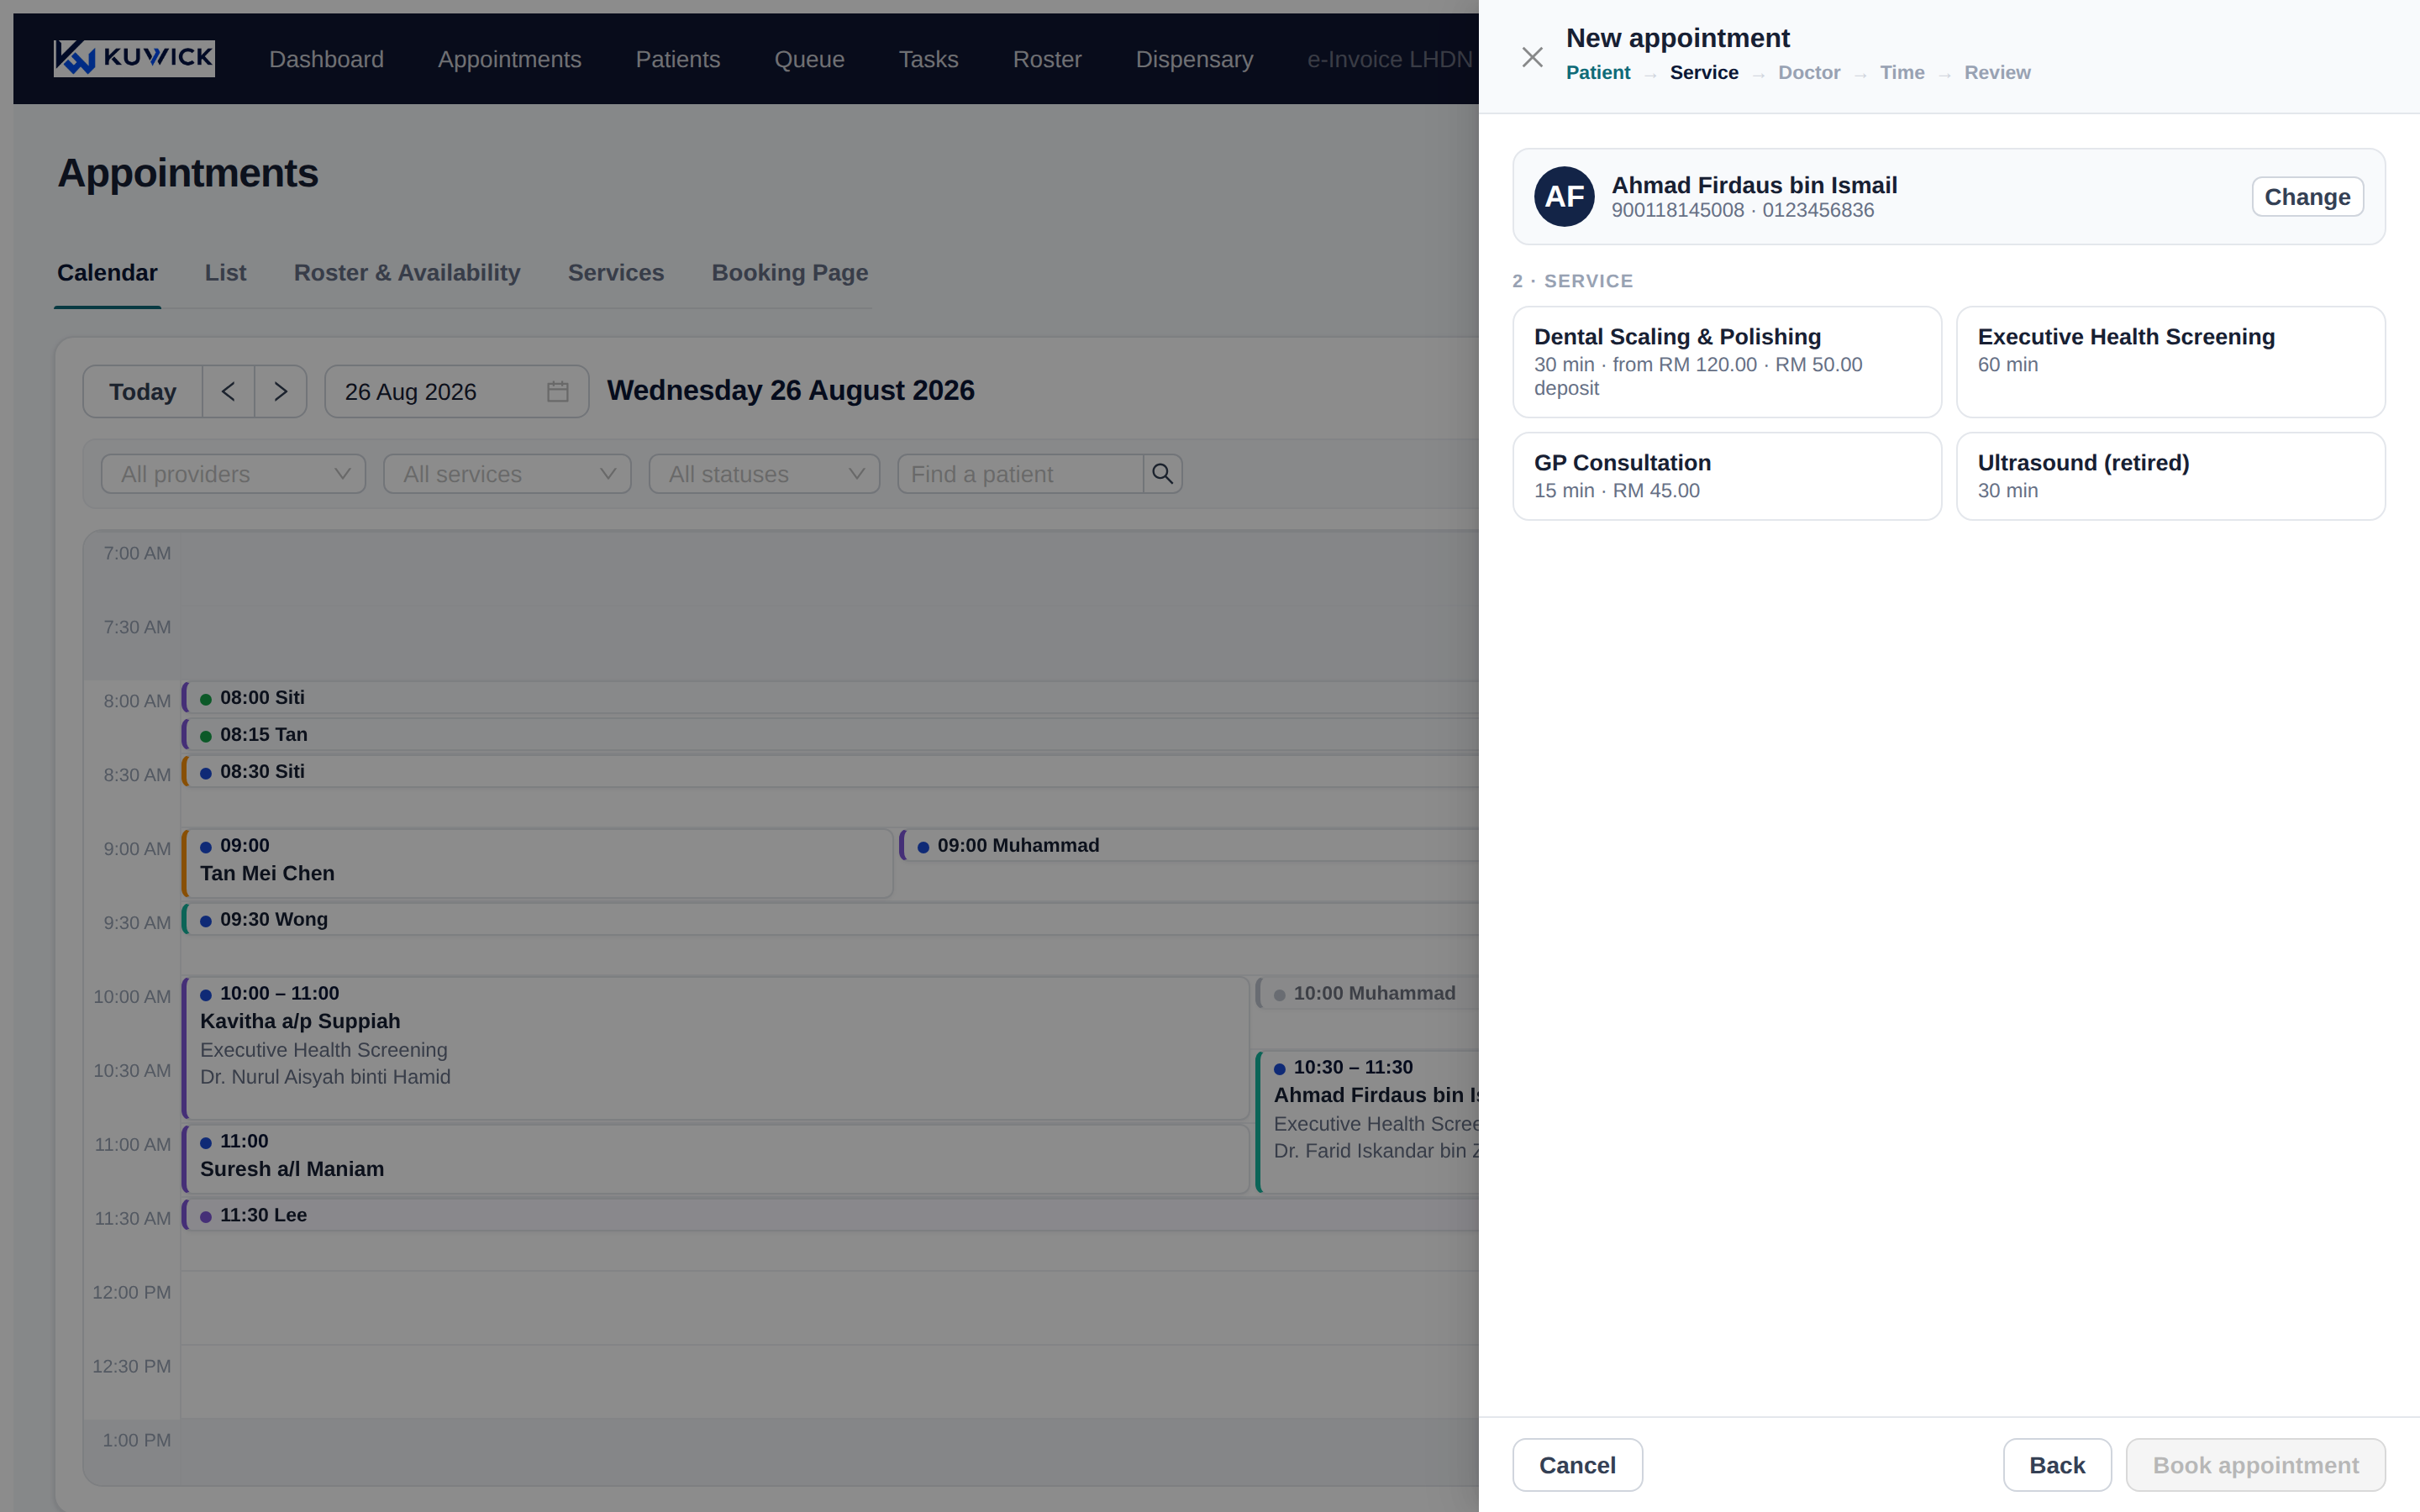 KUWICK
Dashboard
Appointments
Patients
Queue
Tasks
Roster
Dispensary
e-Invoice LHDN
Appointments
Calendar
List
Roster & Availability
Services
Booking Page
Today
26 Aug 2026
Wednesday 26 August 2026
All providers
All services
All statuses
Find a patient
7:00 AM
7:30 AM
8:00 AM
08:00 Siti
08:15 Tan
8:30 AM
08:30 Siti
9:00 AM
09:00
Tan Mei Chen
09:00 Muhammad
9:30 AM
09:30 Wong
10:00 AM
10:00 – 11:00
Kavitha a/p Suppiah
Executive Health Screening
Dr. Nurul Aisyah binti Hamid
10:00 Muhammad
10:30 AM
10:30 – 11:30
Ahmad Firdaus bin
Executive Health
Dr. Farid Iskandar bin
11:00 AM
11:00
Suresh a/l Maniam
11:30 AM
11:30 Lee
12:00 PM
12:30 PM
1:00 PM
New appointment
Patient → Service → Doctor → Time → Review
AF
Ahmad Firdaus bin Ismail
900118145008 · 0123456836
Change
2 · SERVICE
Dental Scaling & Polishing
30 min · from RM 120.00 · RM 50.00
deposit
Executive Health Screening
60 min
GP Consultation
15 min · RM 45.00
Ultrasound (retired)
30 min
Cancel
Back
Book appointment